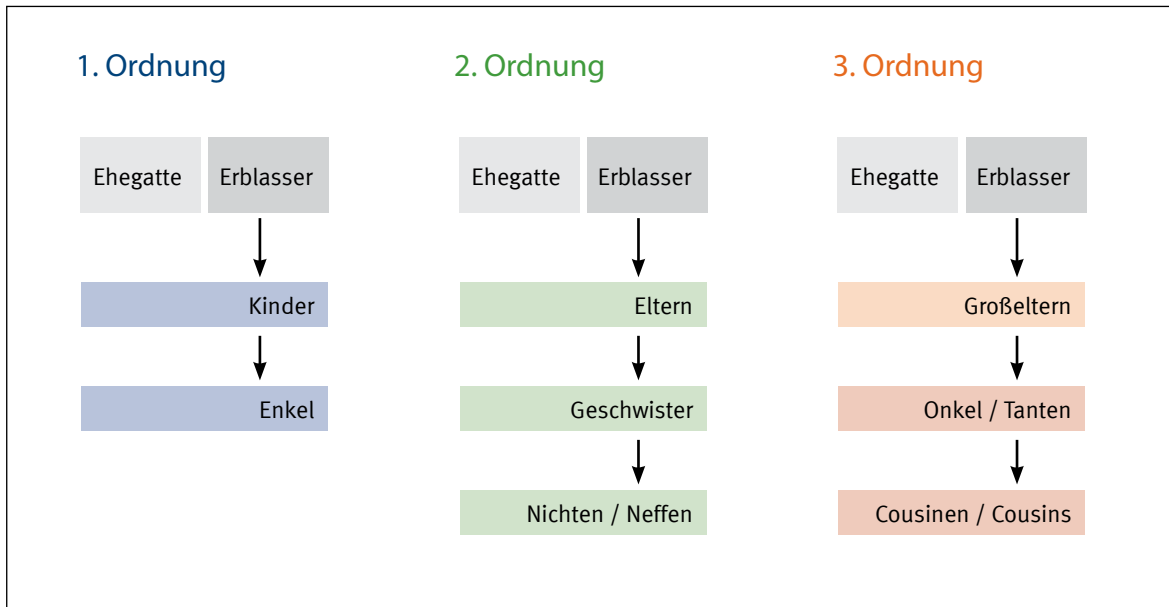 1. Ordnung
Ehegatte
Erblasser
Kinder
Enkel
2. Ordnung
Ehegatte
Erblasser
Eltern
Geschwister
Nichten / Neffen
3. Ordnung
Ehegatte
Erblasser
Großeltern
Onkel / Tanten
Cousinen / Cousins